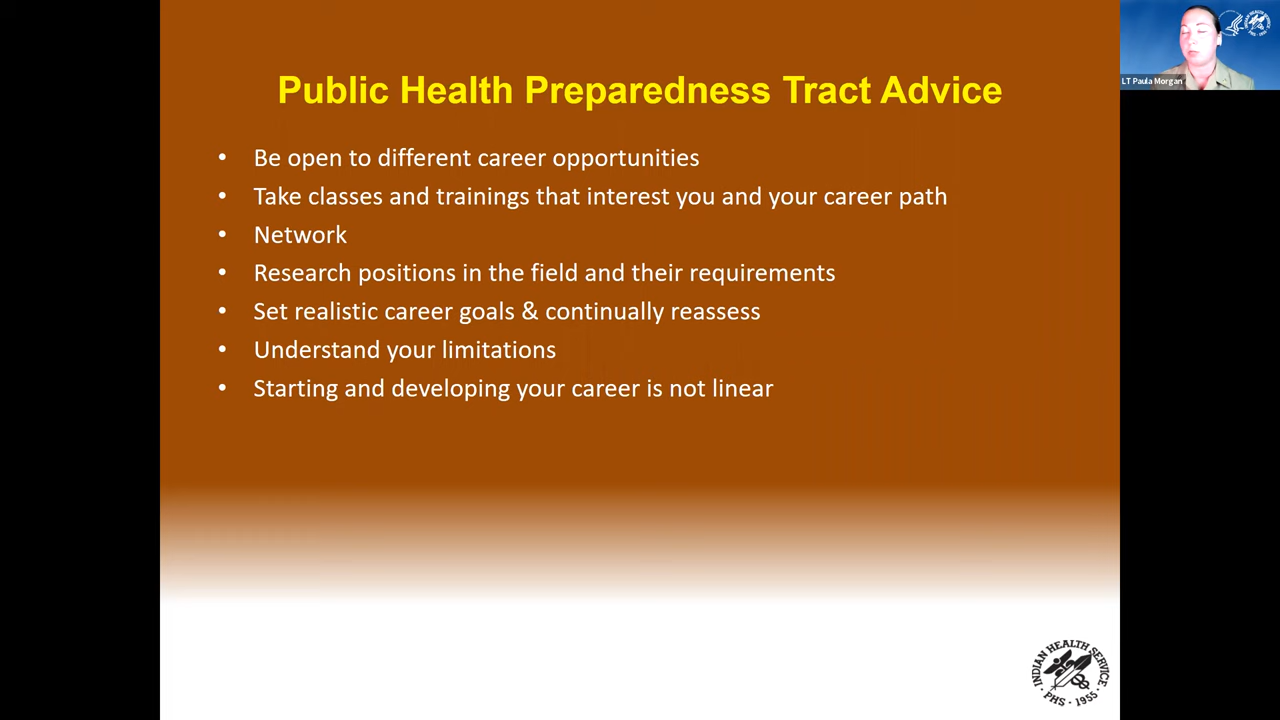 Public Health Preparedness Tract Advice
• Be open to different career opportunities
• Take classes and trainings that interest you and your career path
• Network
• Research positions in the field and their requirements
• Set realistic career goals & continually reassess
• Understand your limitations
• Starting and developing your career is not linear
LT Paula Morgan
INDIAN HEALTH SERVICE
PHS • 1955